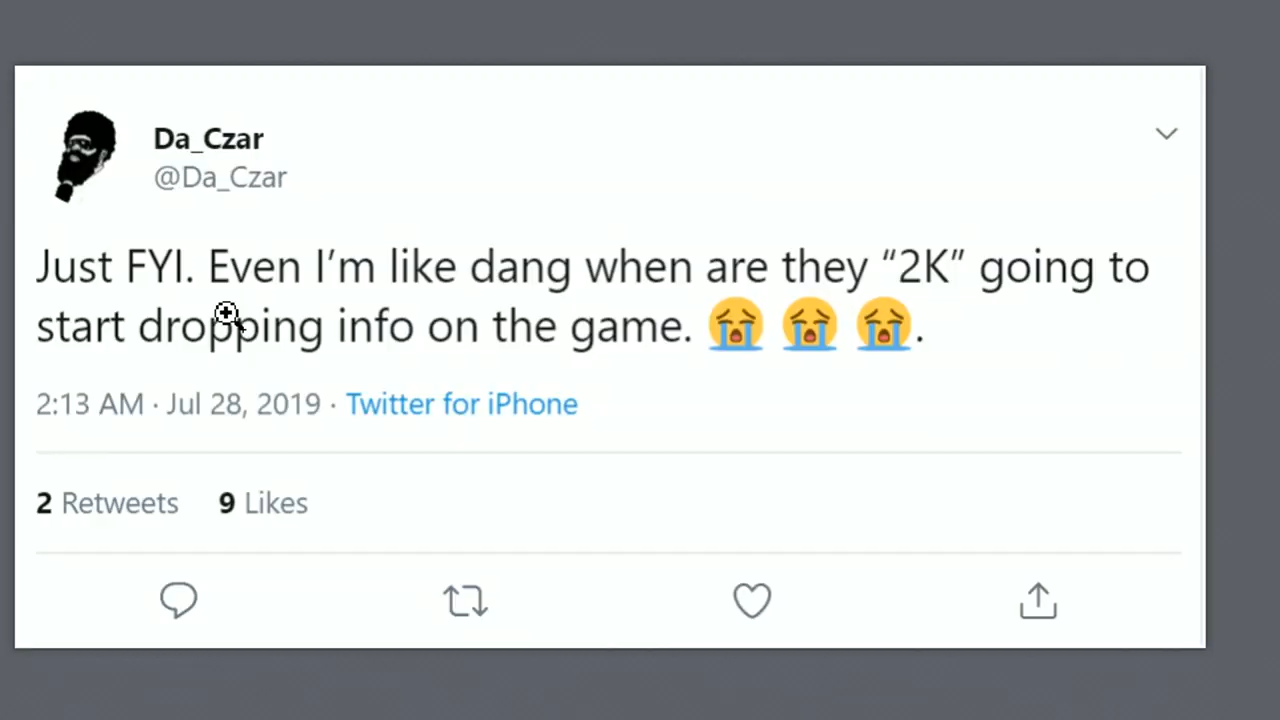 Da_Czar
@Da_Czar
Just FYI. Even I’m like dang when are they “2K” going to
start dropping info on the game. 😭 😭 😭.
2:13 AM · Jul 28, 2019 · Twitter for iPhone
2 Retweets 9 Likes